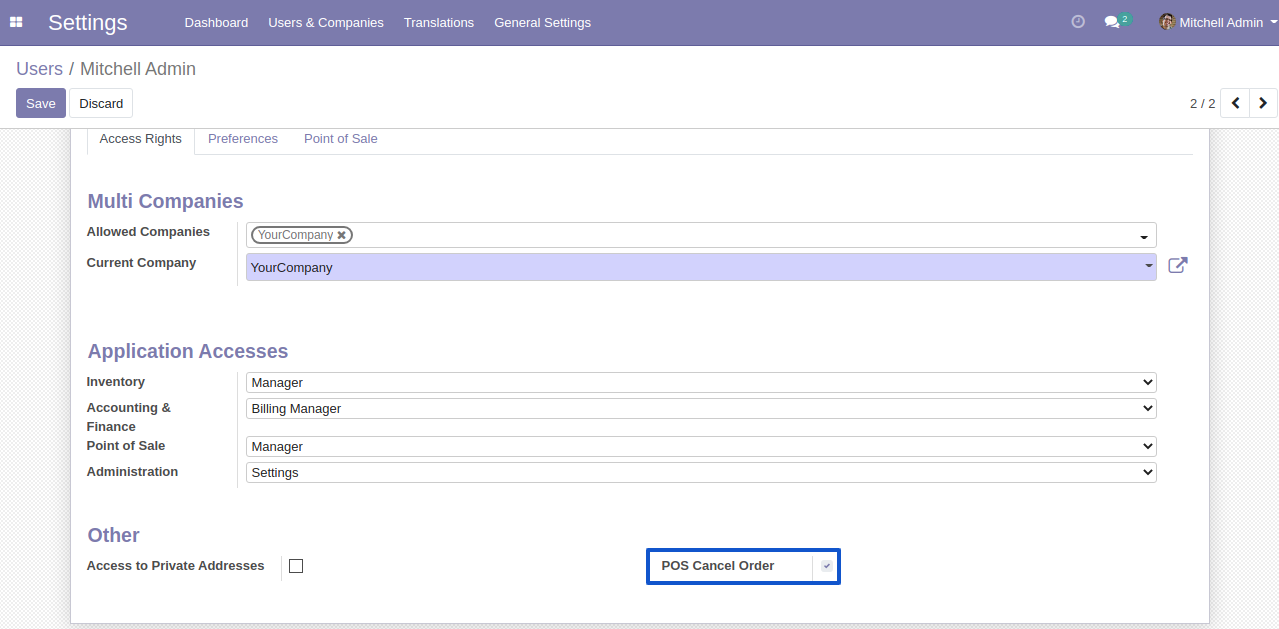 Settings Dashboard Users & Companies Translations General Settings 2 Mitchell Admin
Users / Mitchell Admin
Save Discard 2 / 2
Access Rights Preferences Point of Sale
Multi Companies
Allowed Companies YourCompany
Current Company YourCompany
Application Accesses
Inventory Manager
Accounting & Billing Manager
Finance
Point of Sale Manager
Administration Settings
Other
Access to Private Addresses POS Cancel Order